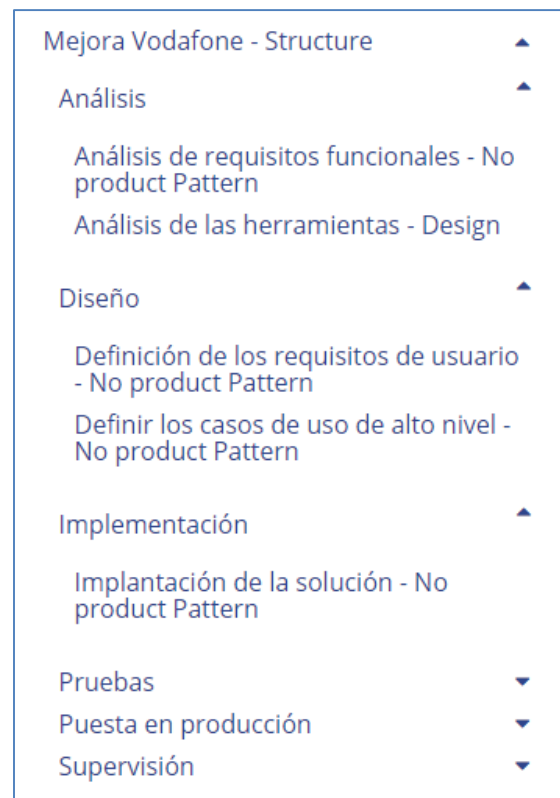 Mejora Vodafone - Structure
Análisis
Análisis de requisitos funcionales - No
product Pattern
Análisis de las herramientas - Design
Diseño
Definición de los requisitos de usuario
- No product Pattern
Definir los casos de uso de alto nivel -
No product Pattern
Implementación
Implantación de la solución - No
product Pattern
Pruebas
Puesta en producción
Supervisión